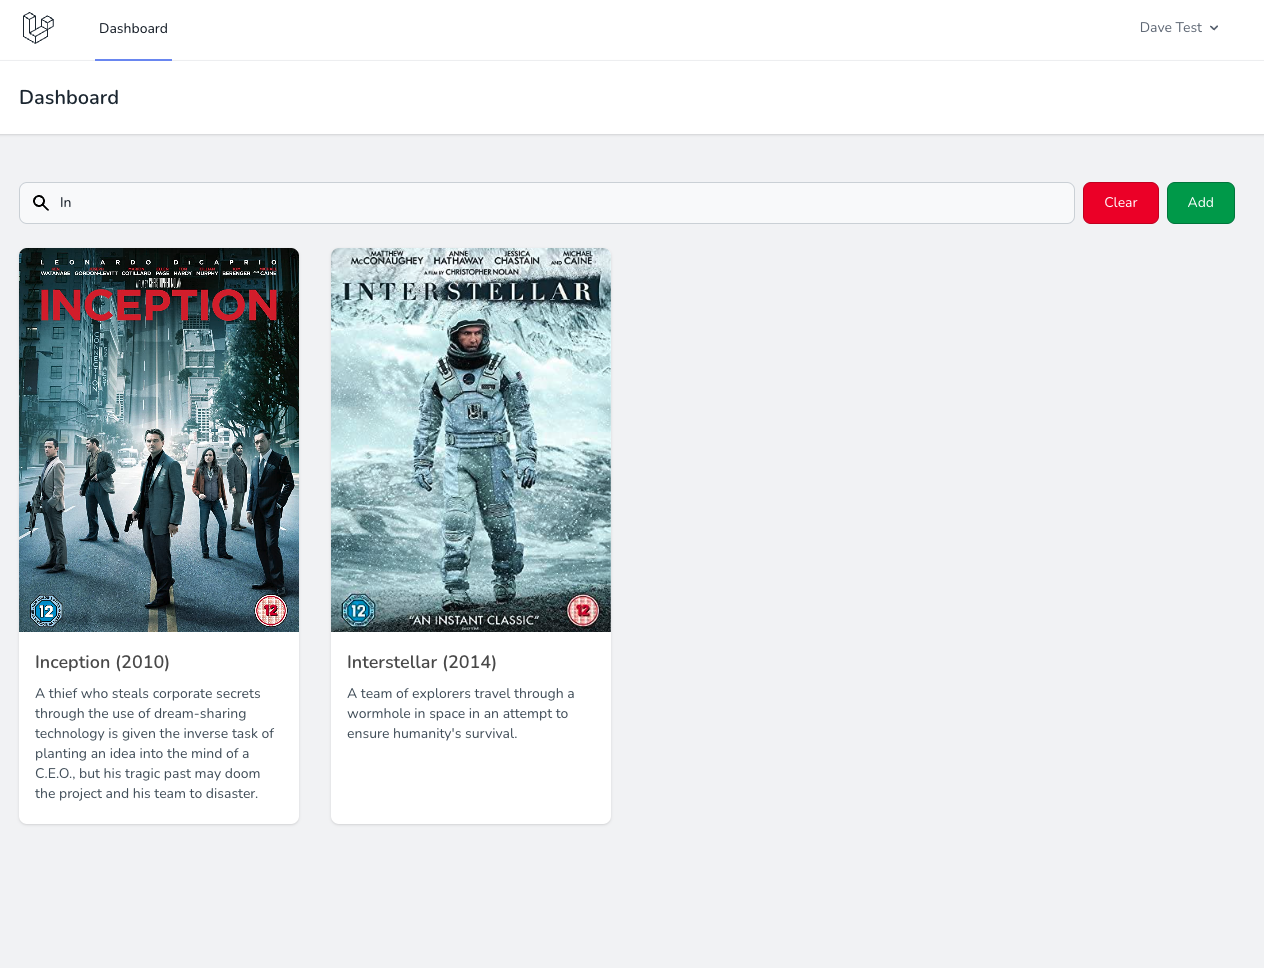 Dashboard
Dave Test
Dashboard
In
Clear
Add
LEONARDO DiCAPRIO
WATANABE GORDON-LEVITT COTILLARD PAGE HARDY MURPHY BERENGER AND CAINE
INCEPTION
12
12
Inception (2010)
A thief who steals corporate secrets
through the use of dream-sharing
technology is given the inverse task of
planting an idea into the mind of a
C.E.O., but his tragic past may doom
the project and his team to disaster.
MATTHEW McCONAUGHEY ANNE HATHAWAY JESSICA CHASTAIN AND MICHAEL CAINE
A FILM BY CHRISTOPHER NOLAN
INTERSTELLAR
12
"AN INSTANT CLASSIC"
12
Interstellar (2014)
A team of explorers travel through a
wormhole in space in an attempt to
ensure humanity's survival.